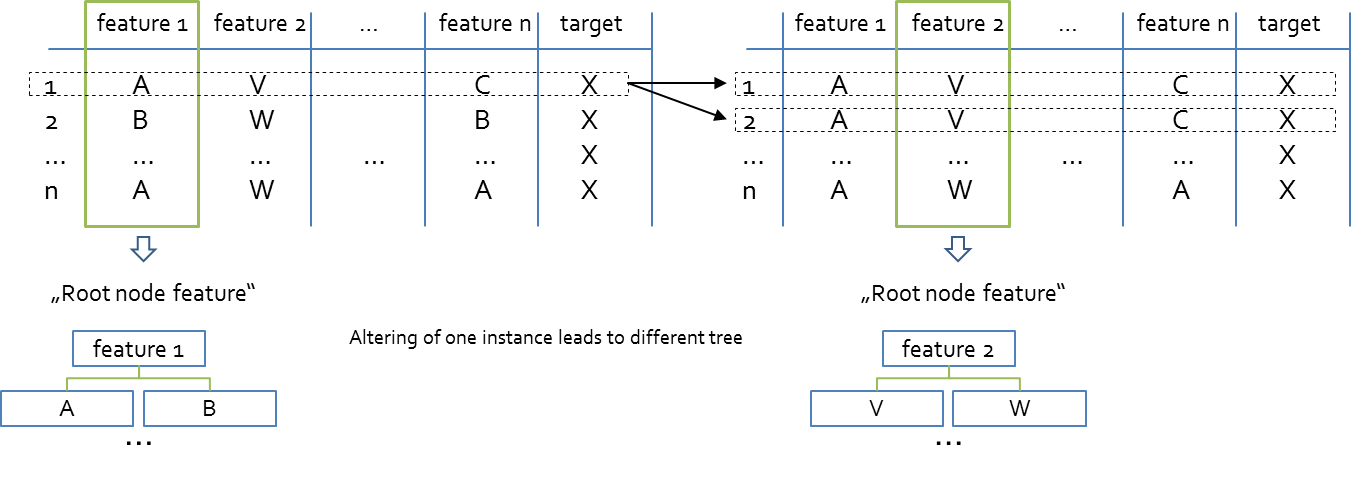 feature 1 feature 2 ... feature n target
1 A V C X
2 B W B X
... ... ... ... ... X
n A W A X
„Root node feature“
feature 1
A B
...
Altering of one instance leads to different tree
feature 1 feature 2 ... feature n target
1 A V C X
2 A V C X
... ... ... ... ... X
n A W A X
„Root node feature“
feature 2
V W
...